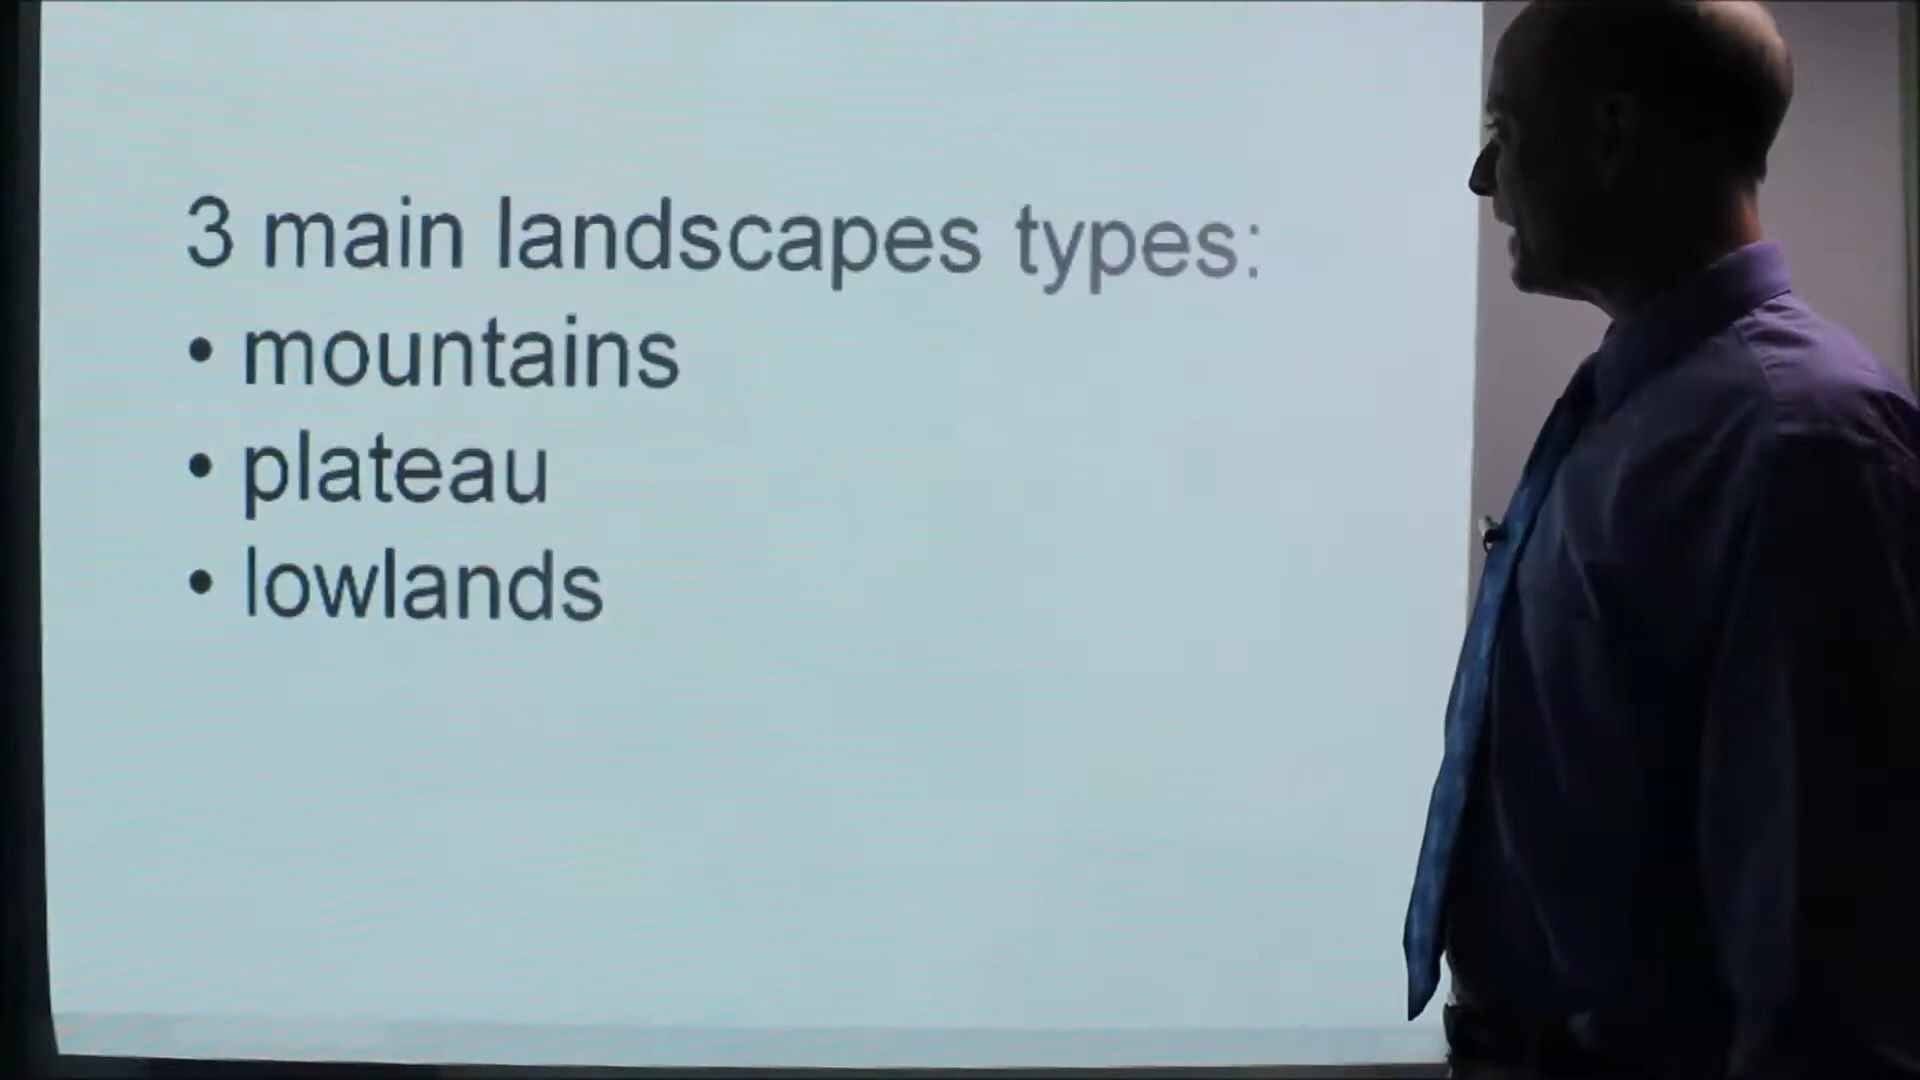 3 main landscapes types:
• mountains
• plateau
• lowlands